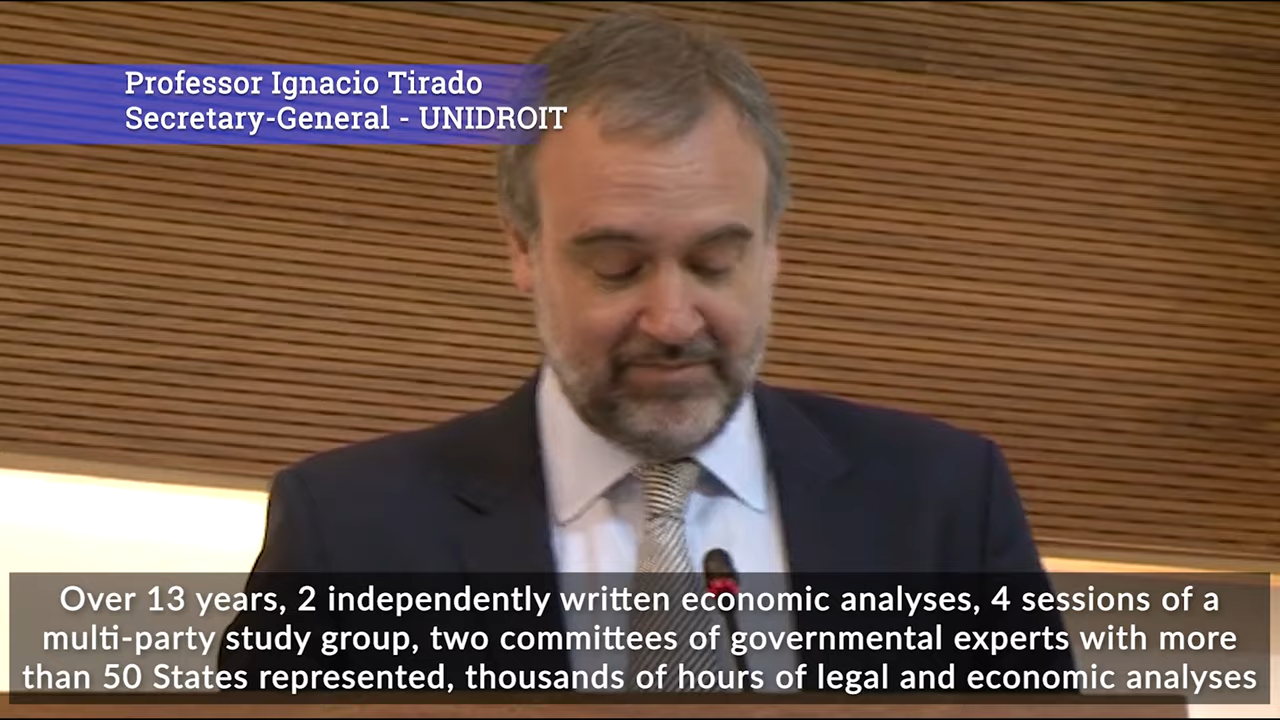 Professor Ignacio Tirado
Secretary-General - UNIDROIT
Over 13 years, 2 independently written economic analyses, 4 sessions of a
multi-party study group, two committees of governmental experts with more
than 50 States represented, thousands of hours of legal and economic analyses